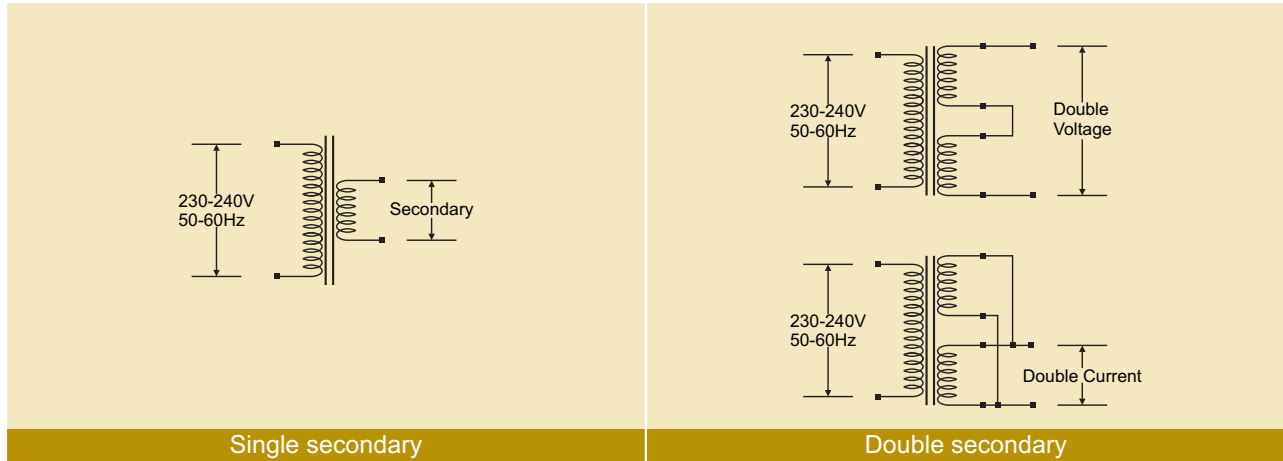 230-240V
50-60Hz
Secondary
Single secondary
230-240V
50-60Hz
Double
Voltage
230-240V
50-60Hz
Double Current
Double secondary